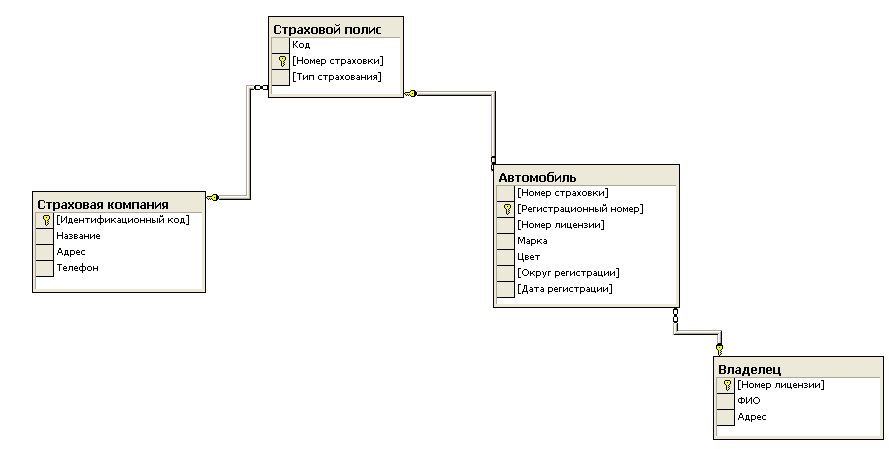 Страховой полис
Код
[Номер страховки]
[Тип страхования]
Страховая компания
[Идентификационный код]
Название
Адрес
Телефон
Автомобиль
[Номер страховки]
[Регистрационный номер]
[Номер лицензии]
Марка
Цвет
[Округ регистрации]
[Дата регистрации]
Владелец
[Номер лицензии]
ФИО
Адрес